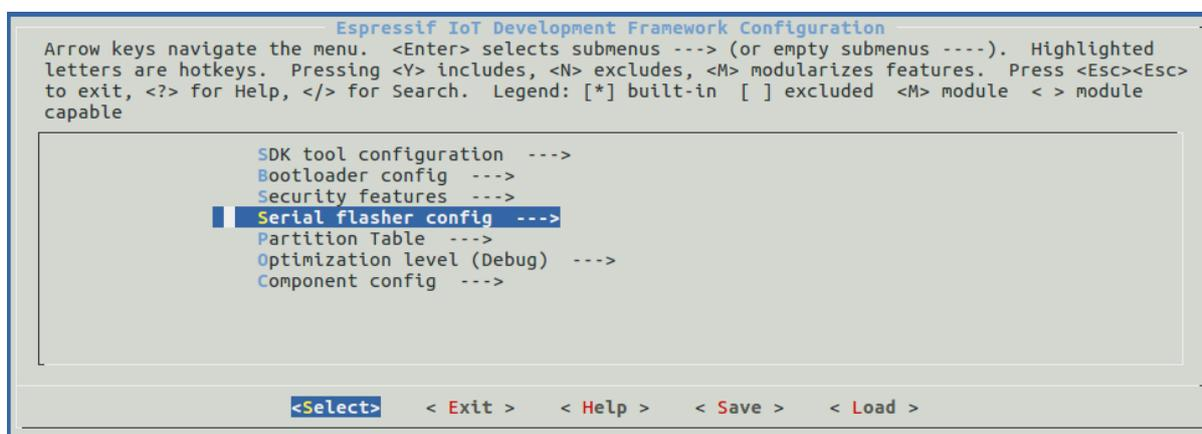 Espressif IoT Development Framework Configuration
Arrow keys navigate the menu.  <Enter> selects submenus ---> (or empty submenus ----).  Highlighted
letters are hotkeys.  Pressing <Y> includes, <N> excludes, <M> modularizes features.  Press <Esc><Esc>
to exit, <?> for Help, </> for Search.  Legend: [*] built-in  [ ] excluded  <M> module  < > module
capable
SDK tool configuration  --->
Bootloader config  --->
Security features  --->
Serial flasher config  --->
Partition Table  --->
Optimization level (Debug)  --->
Component config  --->
<Select>    < Exit >    < Help >    < Save >    < Load >